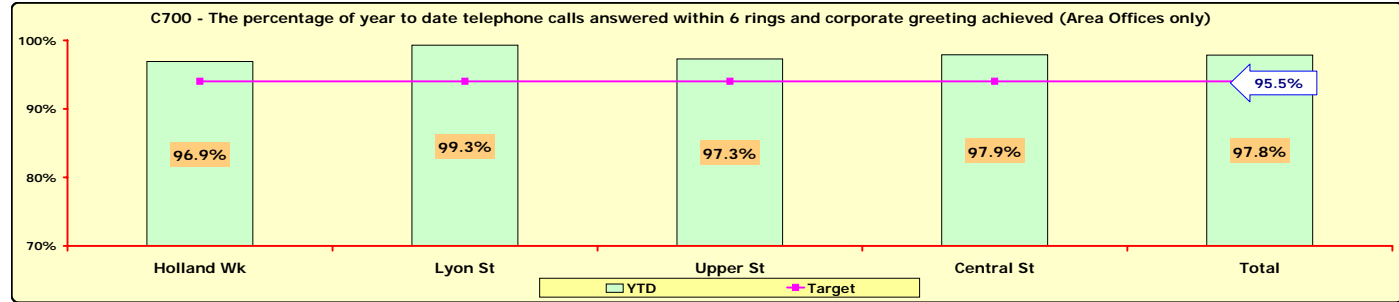 C700 - The percentage of year to date telephone calls answered within 6 rings and corporate greeting achieved (Area Offices only)
100%
90%
80%
70%
96.9%
99.3%
97.3%
97.9%
97.8%
95.5%
Holland Wk
Lyon St
Upper St
Central St
Total
YTD
Target